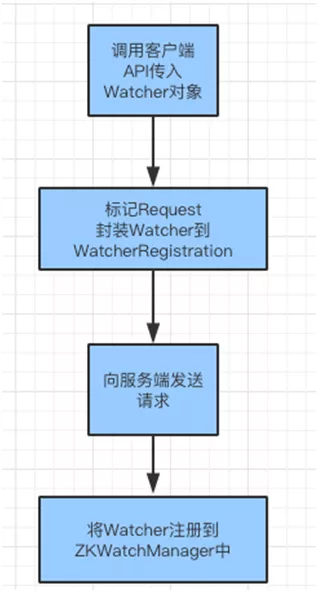 调用客户端
API传入
Watcher对象
标记Request
封装Watcher到
WatcherRegistration
向服务端发送
请求
将Watcher注册到
ZKWatchManager中